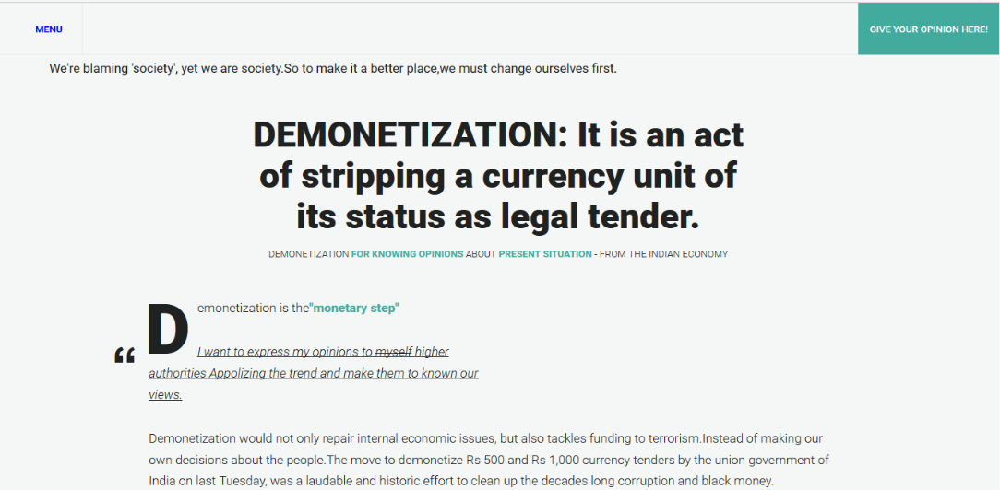 MENU
GIVE YOUR OPINION HERE!
We're blaming 'society', yet we are society.So to make it a better place,we must change ourselves first.
DEMONETIZATION: It is an act
of stripping a currency unit of
its status as legal tender.
DEMONETIZATION FOR KNOWING OPINIONS ABOUT PRESENT SITUATION - FROM THE INDIAN ECONOMY
Demonetization is the"monetary step"
“ I want to express my opinions to myself higher
authorities Appolizing the trend and make them to known our
views.
Demonetization would not only repair internal economic issues, but also tackles funding to terrorism.Instead of making our
own decisions about the people.The move to demonetize Rs 500 and Rs 1,000 currency tenders by the union government of
India on last Tuesday, was a laudable and historic effort to clean up the decades long corruption and black money.